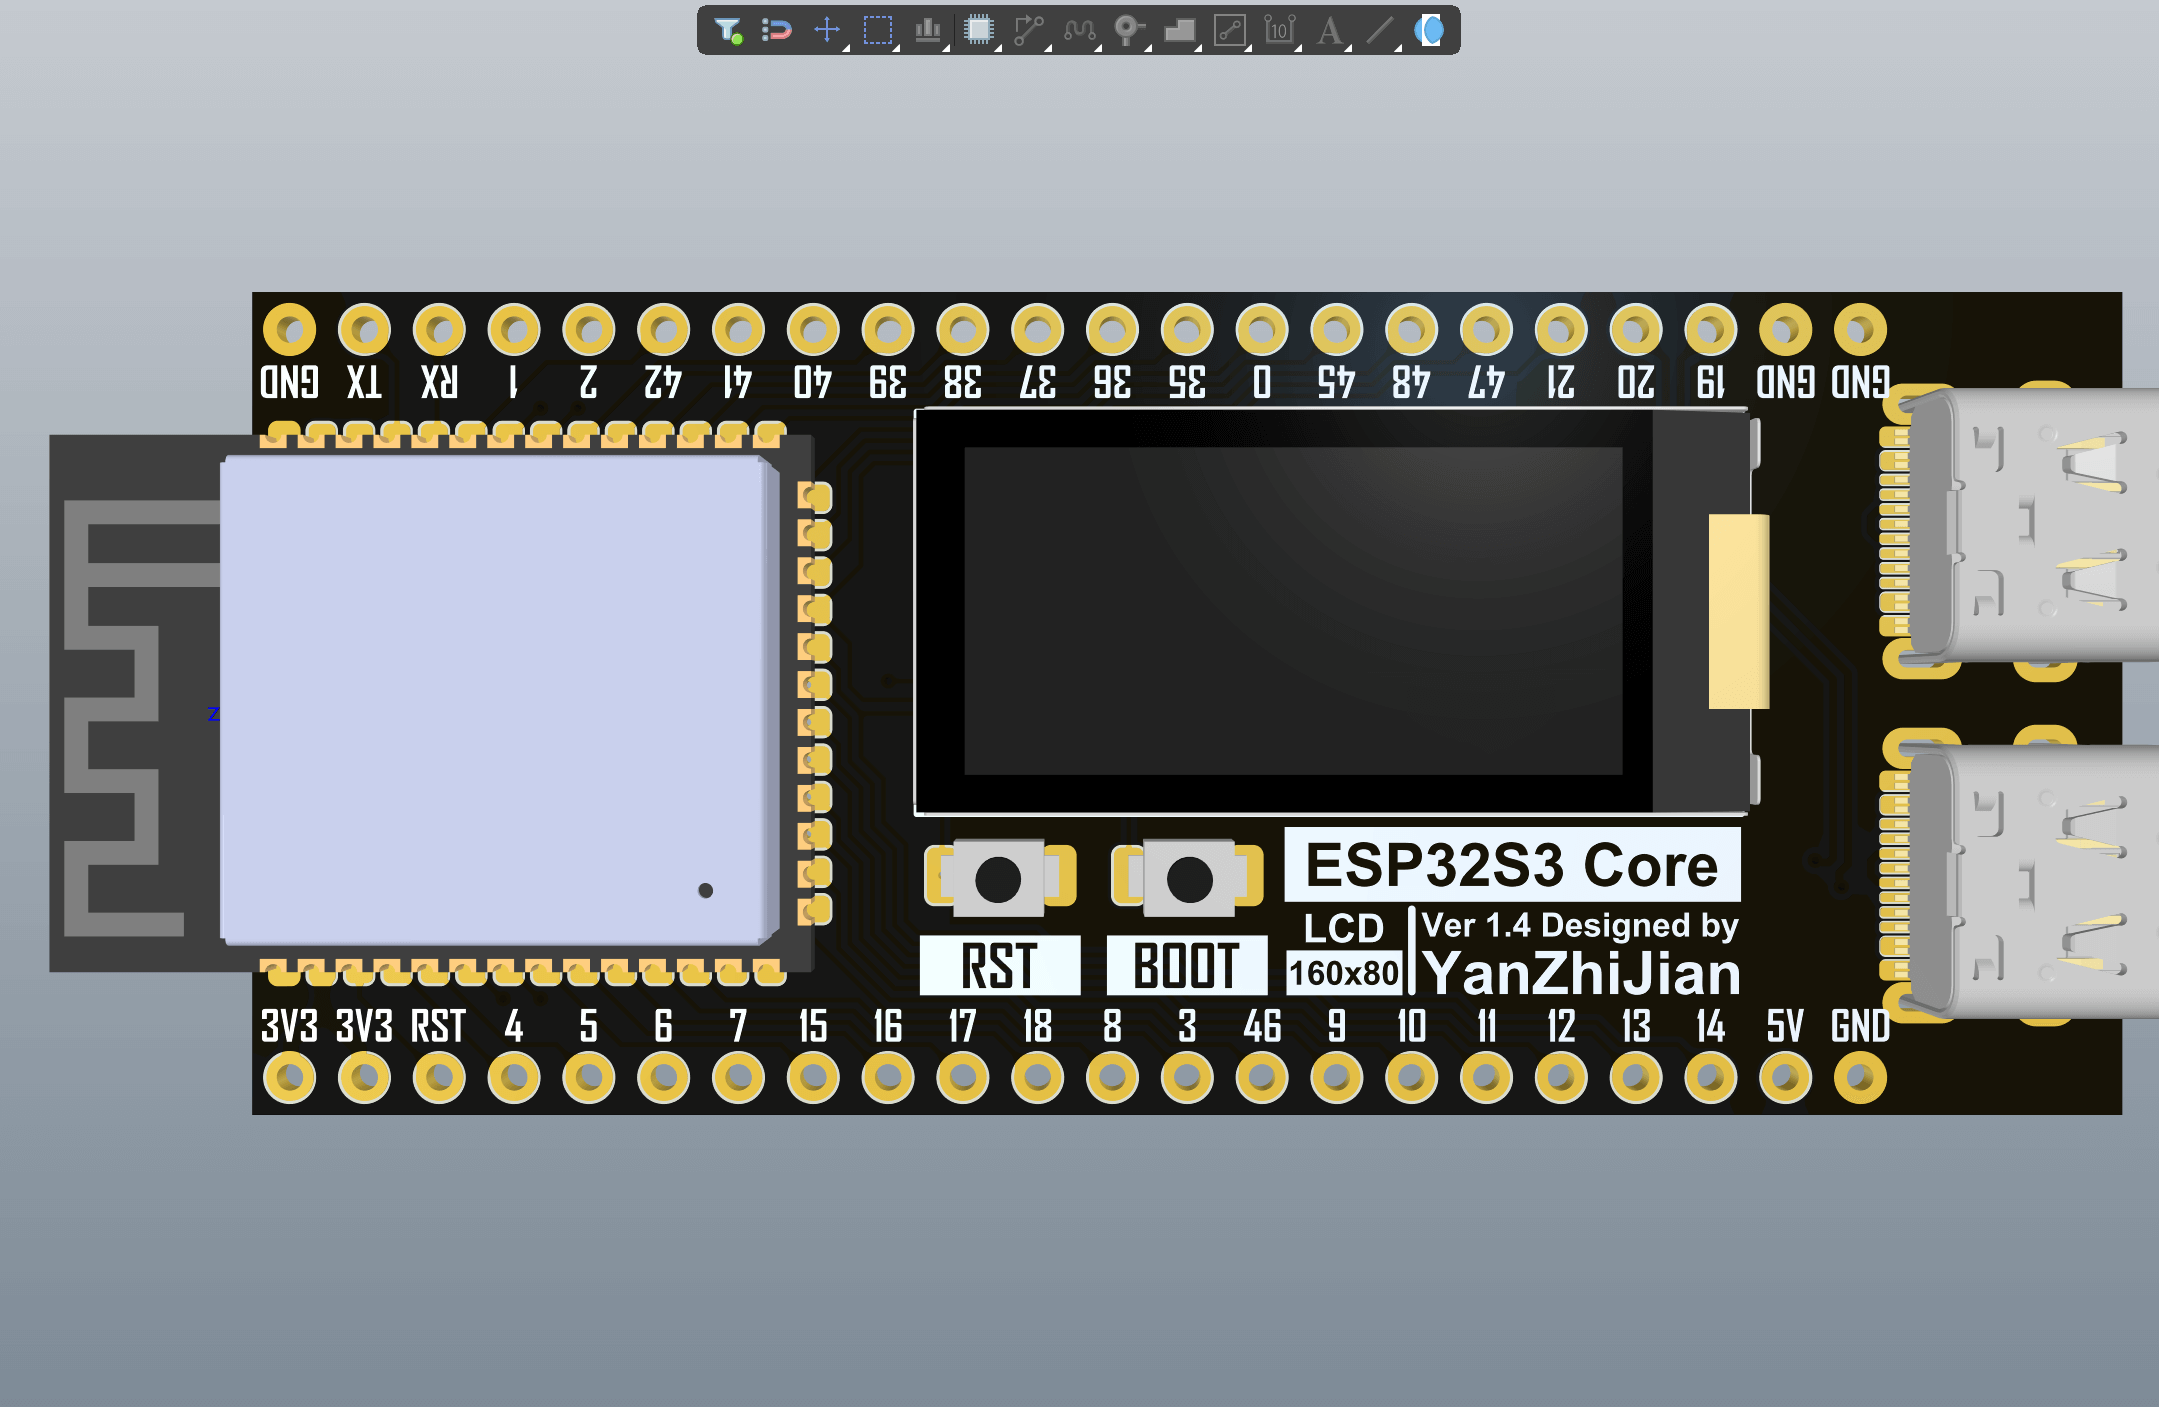 10 A
GND TX RX 1 2 42 41 40 39 38 37 36 35 0 45 48 47 21 20 19 GND GND
Z
ESP32S3 Core
LCD
160x80
Ver 1.4 Designed by
YanZhiJian
RST BOOT
3V3 3V3 RST 4 5 6 7 15 16 17 18 8 3 46 9 10 11 12 13 14 5V GND